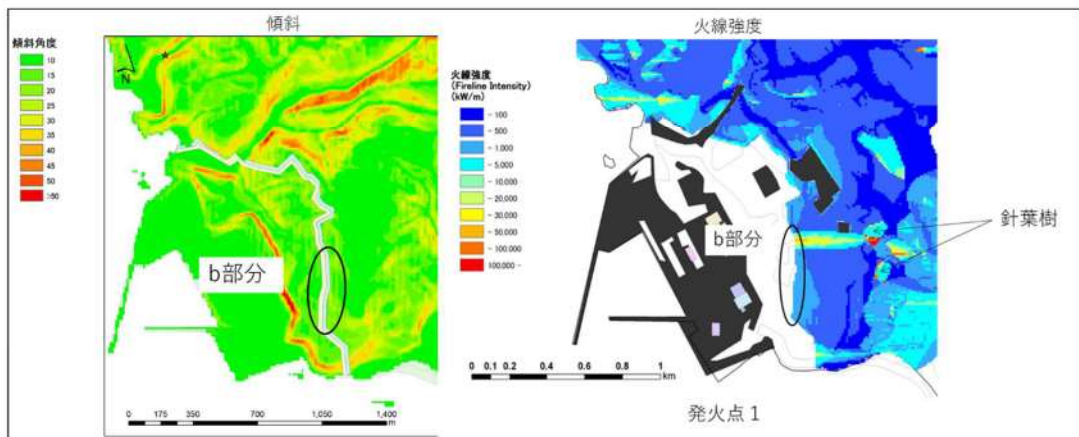 傾斜
傾斜角度
10
15
20
25
30
35
40
45
50
≥50
N
b部分
0 175 350 700 1,050 1,400
m
火線強度
火線強度
(Fireline Intensity)
(kW/m)
- 100
- 500
- 1,000
- 5,000
- 10,000
- 20,000
- 30,000
- 50,000
- 100,000
100,000 -
b部分
針葉樹
0 0.1 0.2 0.4 0.6 0.8 1
km
発火点1